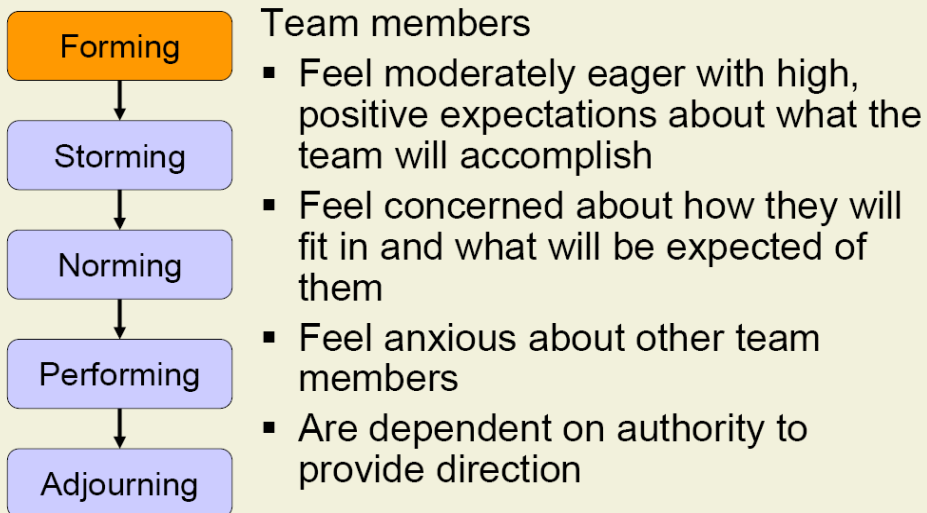 Forming
Storming
Norming
Performing
Adjourning
Team members
▪ Feel moderately eager with high,
positive expectations about what the
team will accomplish
▪ Feel concerned about how they will
fit in and what will be expected of
them
▪ Feel anxious about other team
members
▪ Are dependent on authority to
provide direction